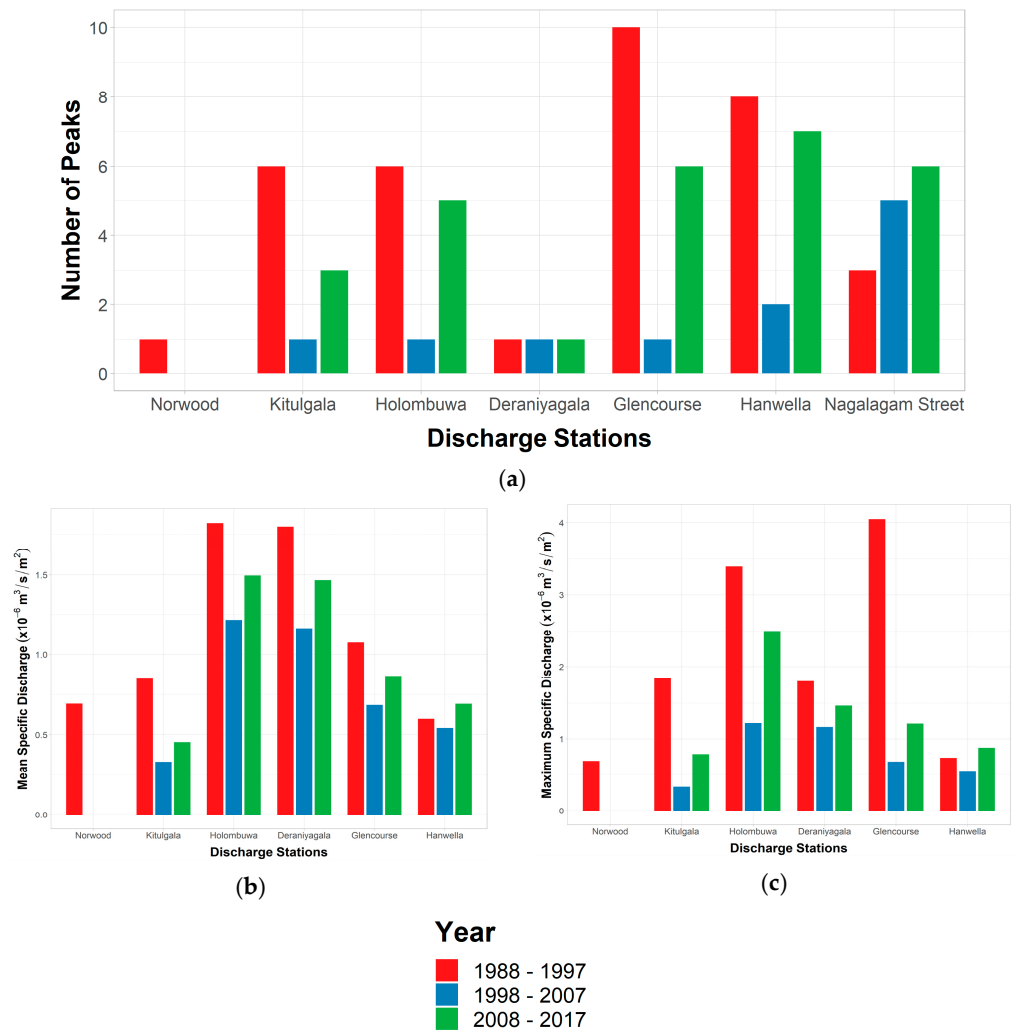 10
8
6
4
2
0
Number of Peaks
Norwood Kitulgala Holombuwa Deraniyagala Glencourse Hanwella Nagalagam Street
Discharge Stations
(a)
1.5
1.0
0.5
0.0
Mean Specific Discharge (x10⁻⁶ m³/s/m²)
Norwood Kitulgala Holombuwa Deraniyagala Glencourse Hanwella
Discharge Stations
(b)
4
3
2
1
0
Maximum Specific Discharge (x10⁻⁶ m³/s/m²)
Norwood Kitulgala Holombuwa Deraniyagala Glencourse Hanwella
Discharge Stations
(c)
Year
1988 - 1997
1998 - 2007
2008 - 2017